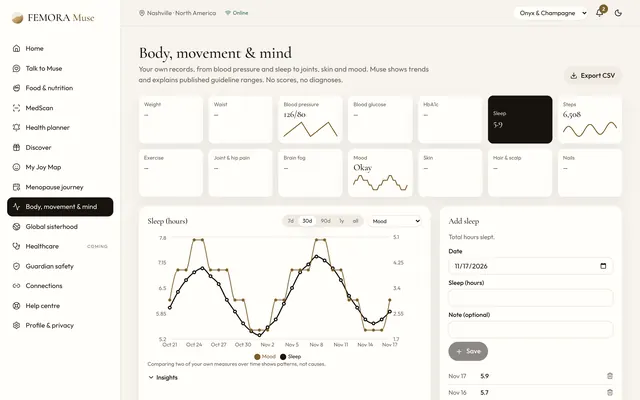 FEMORA Muse
Nashville · North America
Online
Onyx & Champagne
2
Home
Talk to Muse
Food & nutrition
MedScan
Health planner
Discover
My Joy Map
Menopause journey
Body, movement & mind
Global sisterhood
Healthcare COMING
Guardian safety
Connections
Help centre
Profile & privacy
Body, movement & mind
Your own records, from blood pressure and sleep to joints, skin and mood. Muse shows trends
and explains published guideline ranges. No scores, no diagnoses.
Export CSV
Weight
–
Waist
–
Blood pressure
126/80
Blood glucose
–
HbA1c
–
Sleep
5.9
Steps
6,508
Exercise
–
Joint & hip pain
–
Brain fog
–
Mood
Okay
Skin
–
Hair & scalp
–
Nails
–
Sleep (hours)
7d 30d 90d 1y all
Mood
7.8
7.15
6.5
5.85
5.2
5.1
4.25
3.4
2.55
1.7
Oct 21 Oct 24 Oct 27 Oct 30 Nov 2 Nov 5 Nov 8 Nov 11 Nov 14 Nov 17
Mood Sleep
Comparing two of your own measures over time shows patterns, not causes.
Insights
Add sleep
Total hours slept.
Date
11/17/2026
Sleep (hours)
Note (optional)
+ Save
Nov 17 5.9
Nov 16 5.7